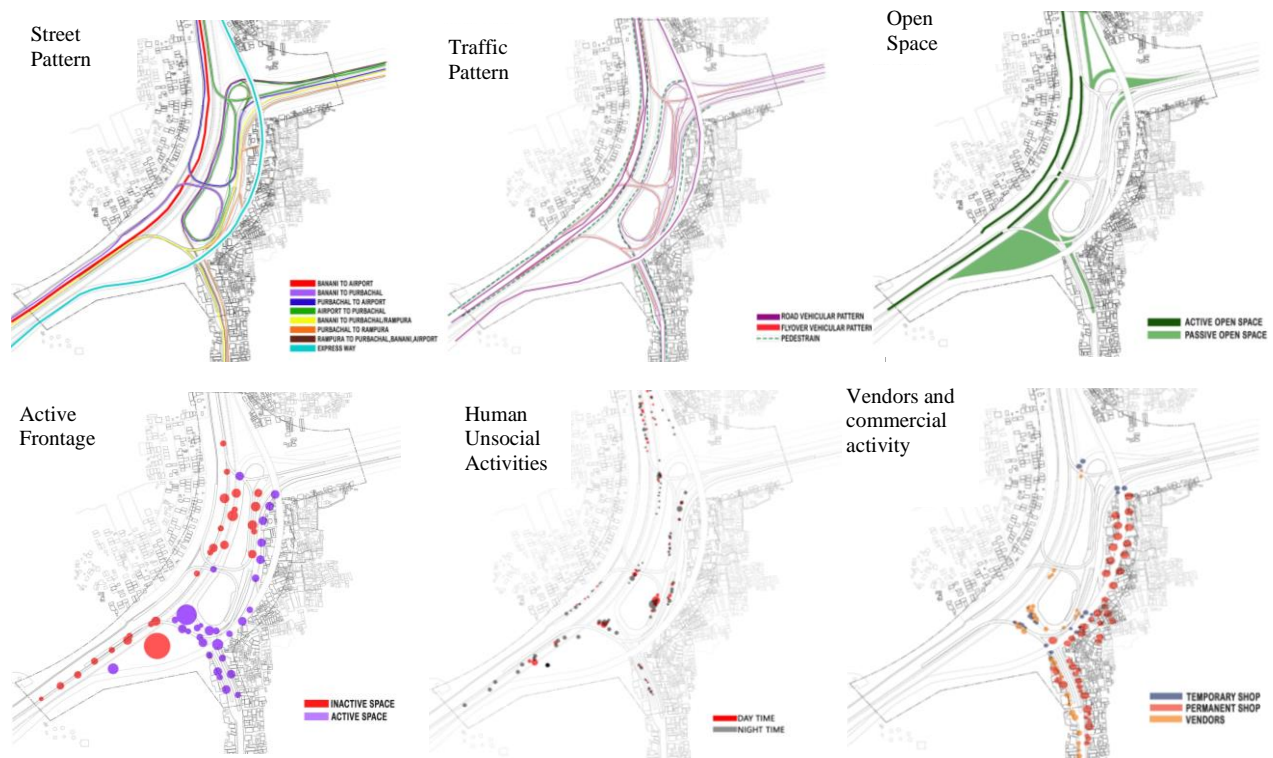 Street
Pattern
BANANI TO AIRPORT
BANANI TO PURBACHAL
PURBACHAL TO AIRPORT
AIRPORT TO PURBACHAL
BANANI TO PURBACHAL/RAMPURA
PURBACHAL TO RAMPURA
RAMPURA TO PURBACHAL,BANANI,AIRPORT
EXPRESS WAY
Traffic
Pattern
ROAD VEHICULAR PATTERN
FLYOVER VEHICULAR PATTERN
PEDESTRAIN
Open
Space
ACTIVE OPEN SPACE
PASSIVE OPEN SPACE
Active
Frontage
INACTIVE SPACE
ACTIVE SPACE
Human
Unsocial
Activities
DAY TIME
NIGHT TIME
Vendors and
commercial
activity
TEMPORARY SHOP
PERMANENT SHOP
VENDORS